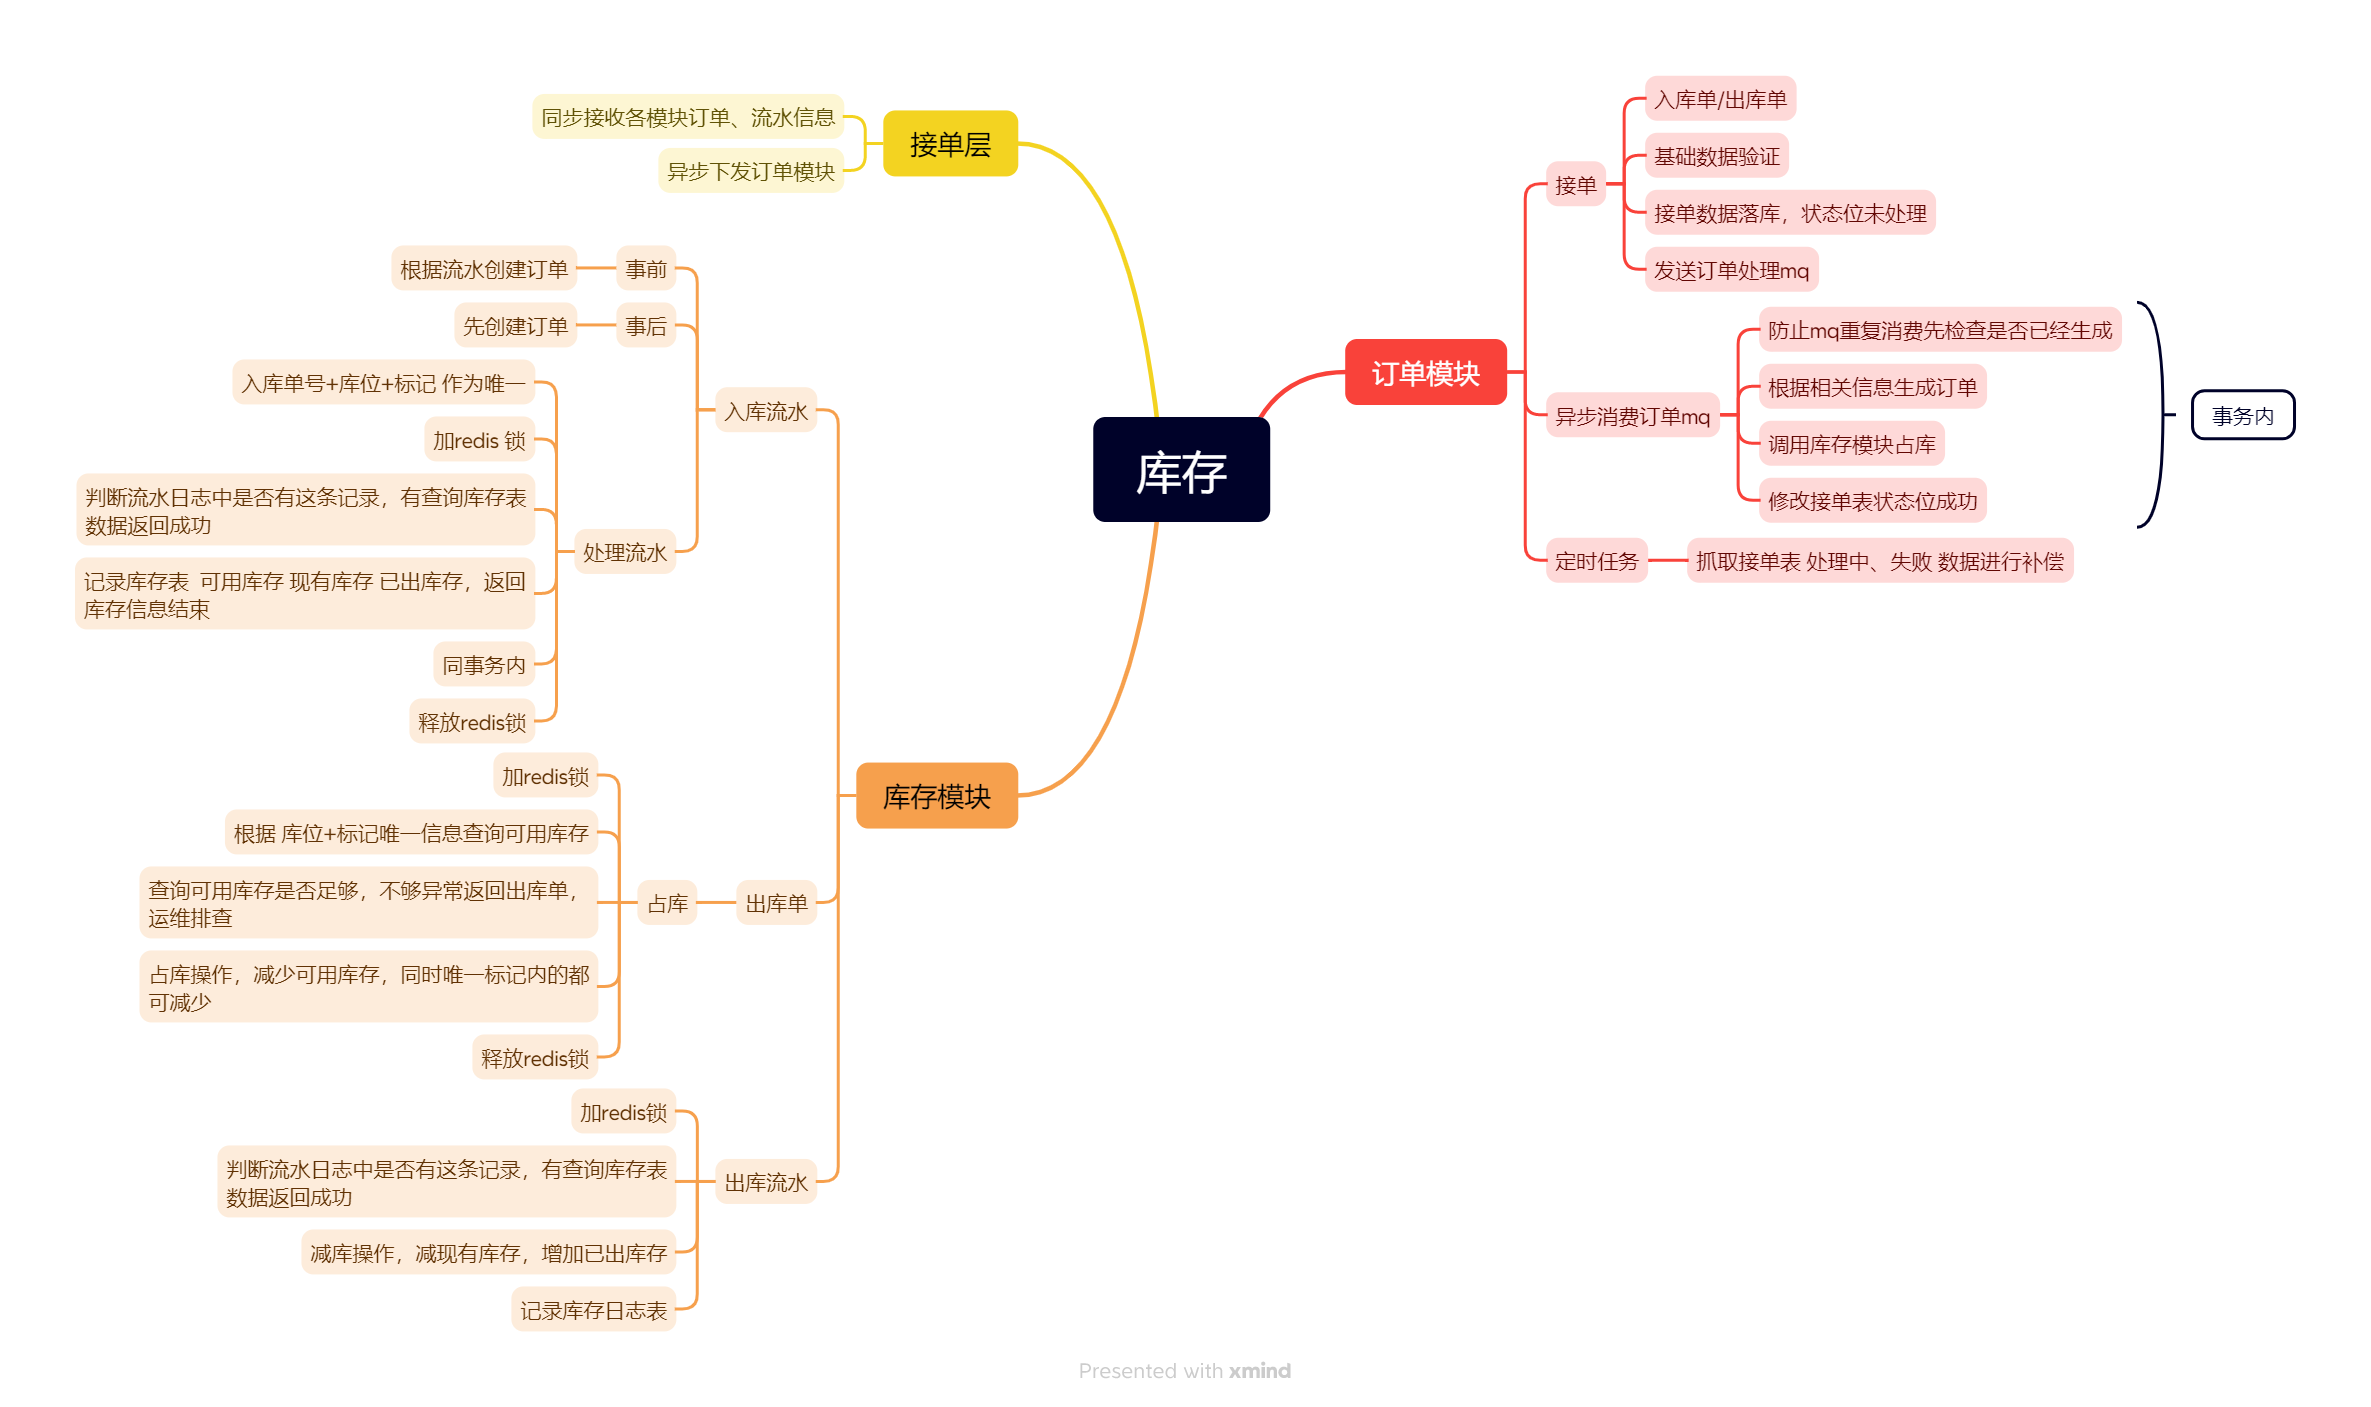 库存
订单模块
接单
入库单/出库单
基础数据验证
接单数据落库，状态位未处理
发送订单处理mq
异步消费订单mq
防止mq重复消费先检查是否已经生成
根据相关信息生成订单
调用库存模块占库
修改接单表状态位成功
事务内
定时任务
抓取接单表 处理中、失败 数据进行补偿
接单层
同步接收各模块订单、流水信息
异步下发订单模块
库存模块
入库流水
事前
根据流水创建订单
事后
先创建订单
处理流水
入库单号+库位+标记 作为唯一
加redis 锁
判断流水日志中是否有这条记录，有查询库存表
数据返回成功
记录库存表  可用库存 现有库存 已出库存，返回
库存信息结束
同事务内
释放redis锁
出库单
占库
加redis锁
根据 库位+标记唯一信息查询可用库存
查询可用库存是否足够，不够异常返回出库单，
运维排查
占库操作，减少可用库存，同时唯一标记内的都
可减少
释放redis锁
出库流水
加redis锁
判断流水日志中是否有这条记录，有查询库存表
数据返回成功
减库操作，减现有库存，增加已出库存
记录库存日志表
Presented with xmind